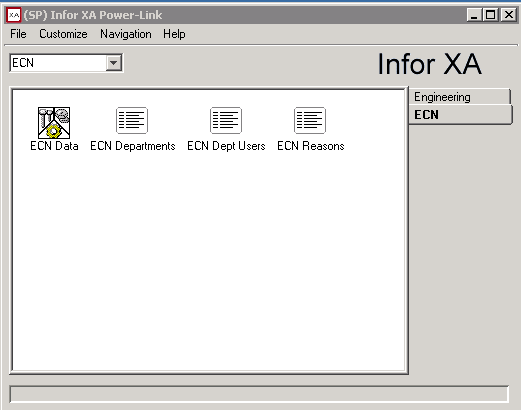 XA (SP) Infor XA Power-Link
File Customize Navigation Help
ECN
Infor XA
Engineering
ECN
ECN Data ECN Departments ECN Dept Users ECN Reasons